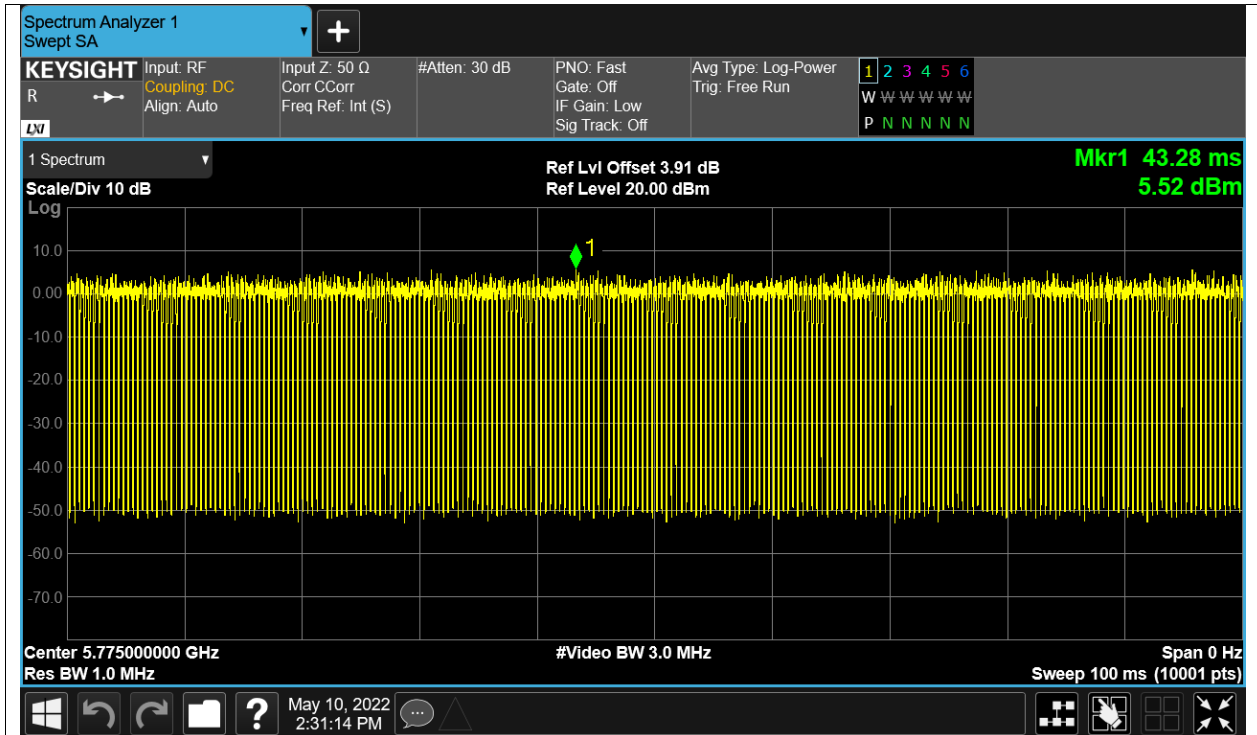 Spectrum Analyzer 1
Swept SA
+
KEYSIGHT
R
LXI
Input: RF
Coupling: DC
Align: Auto
Input Z: 50 Ω
Corr CCorr
Freq Ref: Int (S)
#Atten: 30 dB
PNO: Fast
Gate: Off
IF Gain: Low
Sig Track: Off
Avg Type: Log-Power
Trig: Free Run
1 2 3 4 5 6
W W W W W W
P N N N N N
1 Spectrum
Scale/Div 10 dB
Log
Ref Lvl Offset 3.91 dB
Ref Level 20.00 dBm
Mkr1 43.28 ms
5.52 dBm
1
10.0
0.00
-10.0
-20.0
-30.0
-40.0
-50.0
-60.0
-70.0
Center 5.775000000 GHz
Res BW 1.0 MHz
#Video BW 3.0 MHz
Span 0 Hz
Sweep 100 ms (10001 pts)
?
May 10, 2022
2:31:14 PM